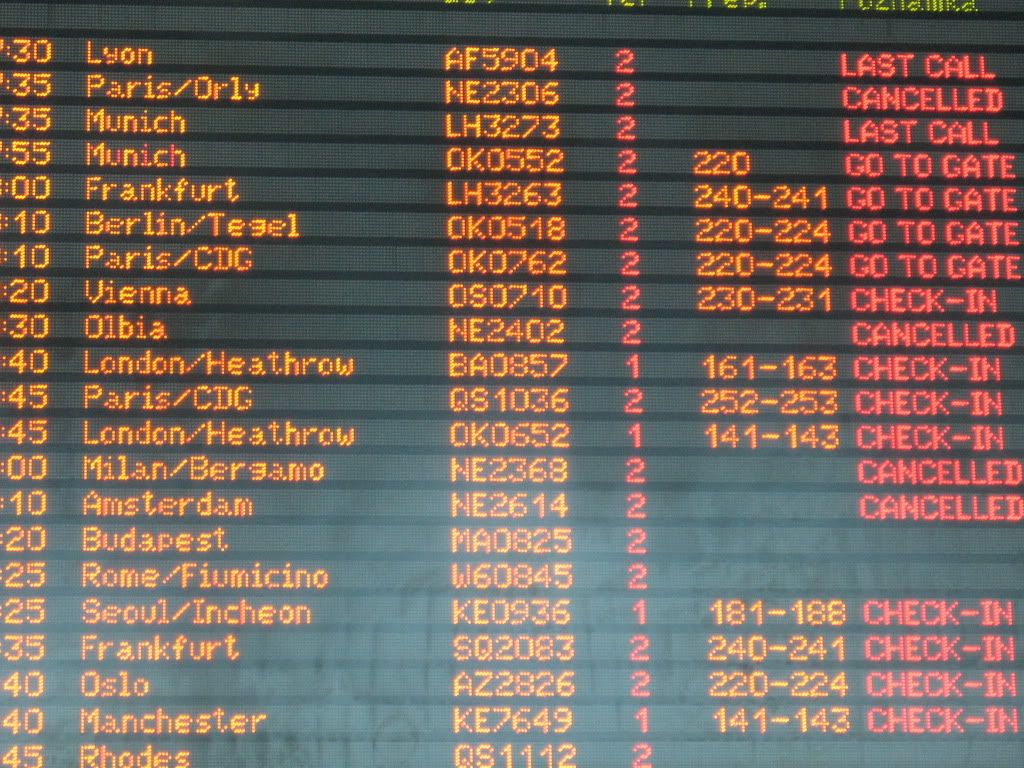 Ter Přep. Poznámka
:30 Lyon AF5904 2 LAST CALL
:35 Paris/Orly NE2306 2 CANCELLED
:35 Munich LH3273 2 LAST CALL
:55 Munich OK0552 2 220 GO TO GATE
:00 Frankfurt LH3263 2 240-241 GO TO GATE
:10 Berlin/Tegel OK0518 2 220-224 GO TO GATE
:10 Paris/CDG OK0762 2 220-224 GO TO GATE
:20 Vienna OS0710 2 230-231 CHECK-IN
:30 Olbia NE2402 2 CANCELLED
:40 London/Heathrow BA0857 1 161-163 CHECK-IN
:45 Paris/CDG QS1036 2 252-253 CHECK-IN
:45 London/Heathrow OK0652 1 141-143 CHECK-IN
:00 Milan/Bergamo NE2368 2 CANCELLED
:10 Amsterdam NE2614 2 CANCELLED
:20 Budapest MA0825 2
:25 Rome/Fiumicino W60845 2
:25 Seoul/Incheon KE0936 1 181-188 CHECK-IN
:35 Frankfurt SQ2083 2 240-241 CHECK-IN
40 Oslo AZ2826 2 220-224 CHECK-IN
40 Manchester KE7649 1 141-143 CHECK-IN
45 Rhodes QS1112 2